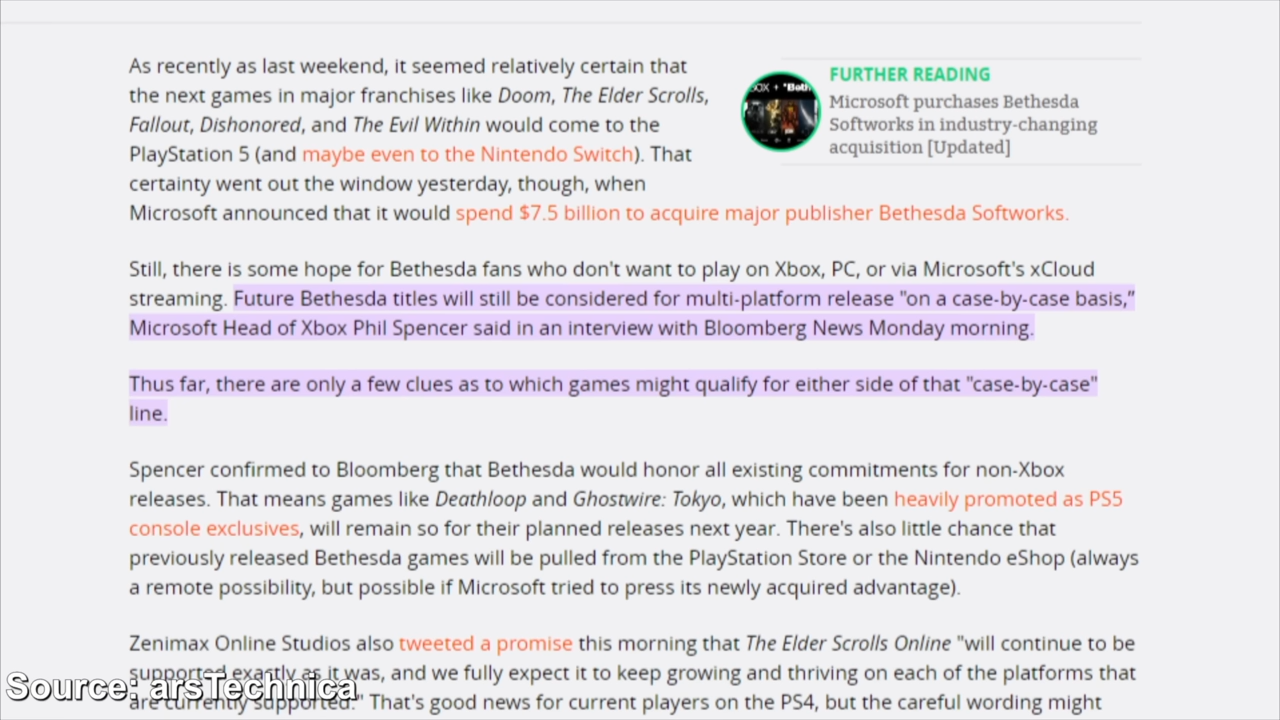 As recently as last weekend, it seemed relatively certain that
the next games in major franchises like Doom, The Elder Scrolls,
Fallout, Dishonored, and The Evil Within would come to the
PlayStation 5 (and maybe even to the Nintendo Switch). That
certainty went out the window yesterday, though, when
Microsoft announced that it would spend $7.5 billion to acquire major publisher Bethesda Softworks.
FURTHER READING
Microsoft purchases Bethesda
Softworks in industry-changing
acquisition [Updated]
Still, there is some hope for Bethesda fans who don't want to play on Xbox, PC, or via Microsoft's xCloud
streaming. Future Bethesda titles will still be considered for multi-platform release "on a case-by-case basis,"
Microsoft Head of Xbox Phil Spencer said in an interview with Bloomberg News Monday morning.
Thus far, there are only a few clues as to which games might qualify for either side of that "case-by-case"
line.
Spencer confirmed to Bloomberg that Bethesda would honor all existing commitments for non-Xbox
releases. That means games like Deathloop and Ghostwire: Tokyo, which have been heavily promoted as PS5
console exclusives, will remain so for their planned releases next year. There's also little chance that
previously released Bethesda games will be pulled from the PlayStation Store or the Nintendo eShop (always
a remote possibility, but possible if Microsoft tried to press its newly acquired advantage).
Zenimax Online Studios also tweeted a promise this morning that The Elder Scrolls Online "will continue to be
supported exactly as it was, and we fully expect it to keep growing and thriving on each of the platforms that
are currently supported." That's good news for current players on the PS4, but the careful wording might
Source: arsTechnica